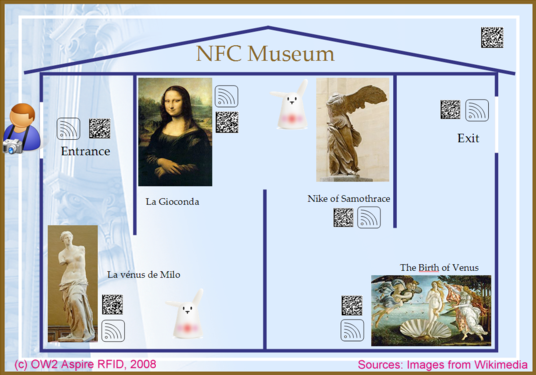 NFC Museum
Entrance
Exit
La Gioconda
Nike of Samothrace
La vénus de Milo
The Birth of Venus
(c) OW2 Aspire RFID, 2008
Sources: Images from Wikimedia